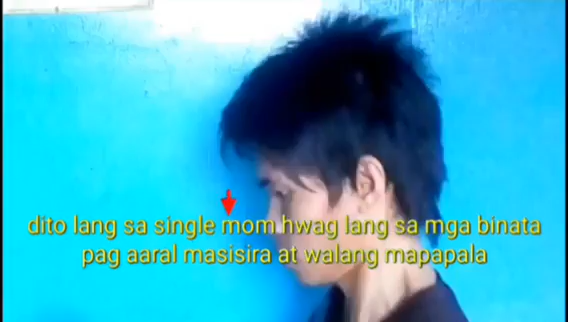 dito lang sa single mom hwag lang sa mga binata
pag aaral masisira at walang mapapala